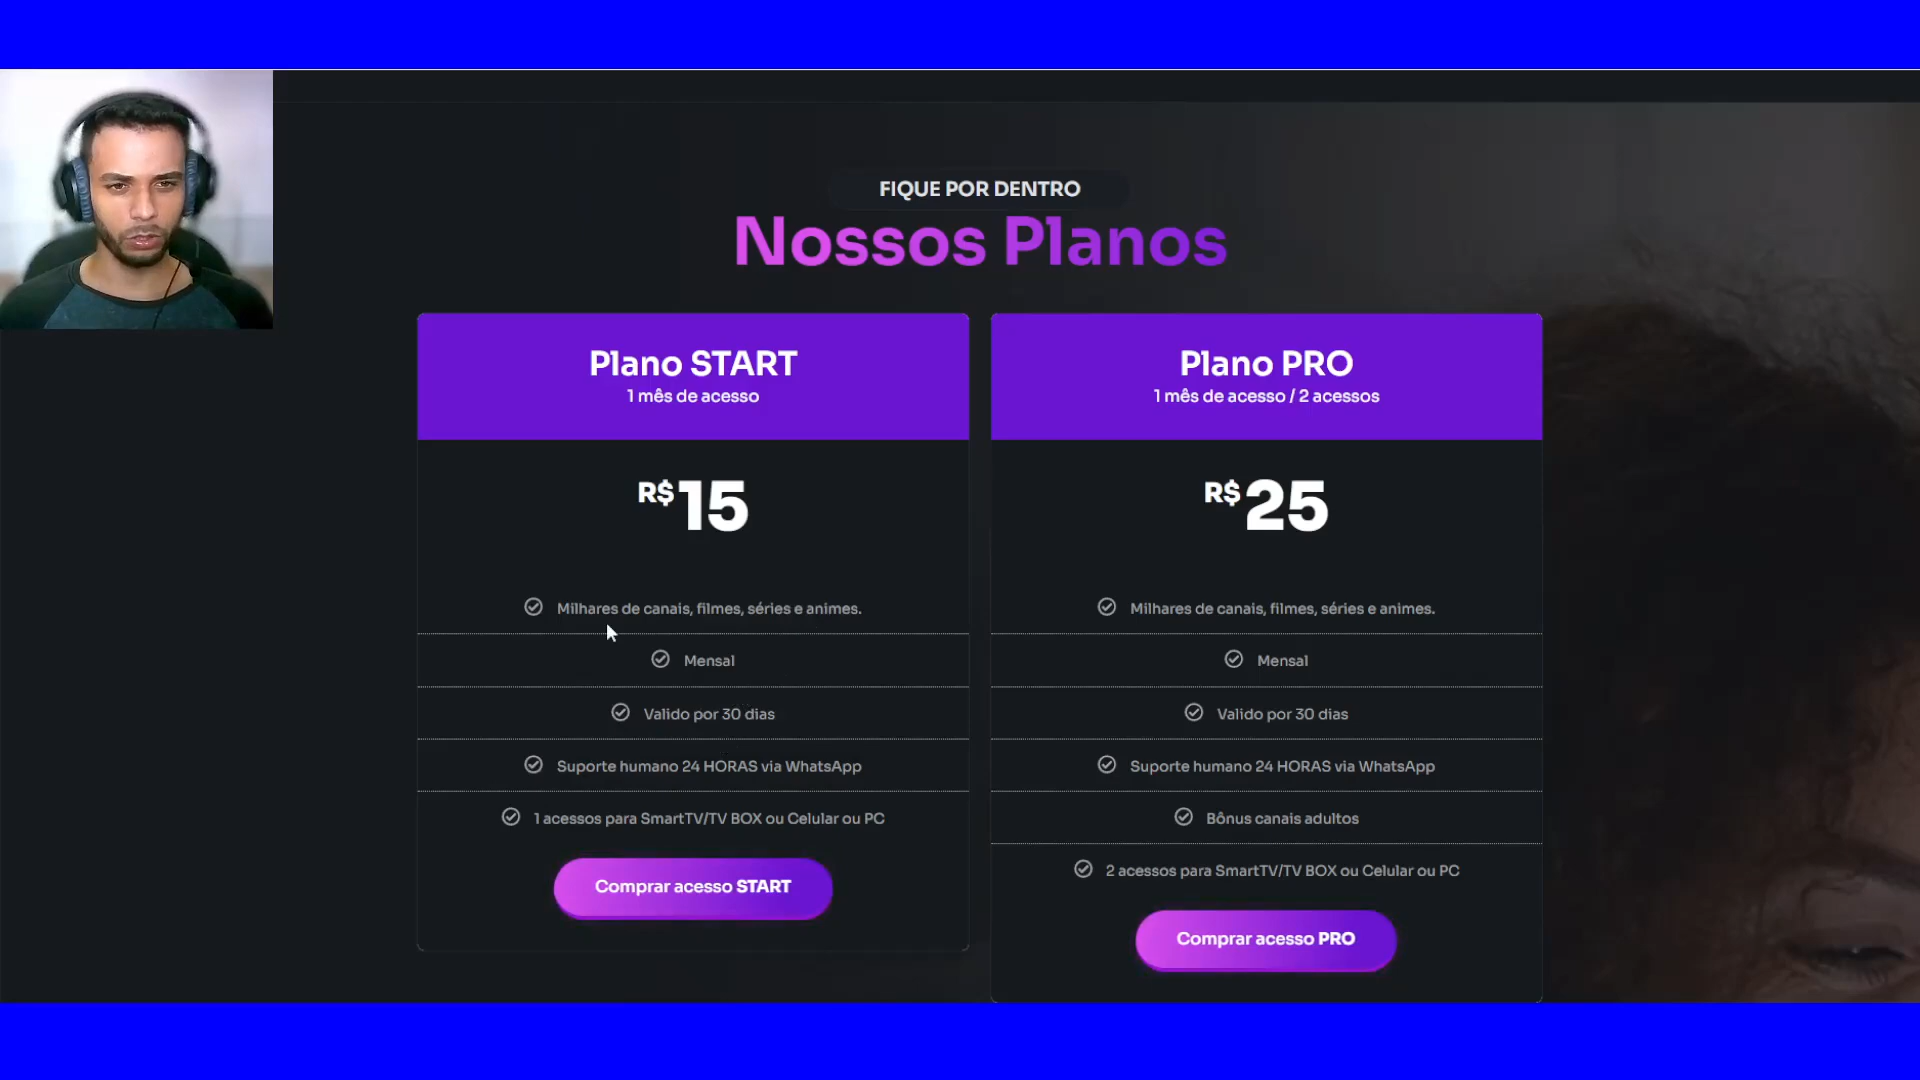 FIQUE POR DENTRO
Nossos Planos
Plano START
1 mês de acesso
R$15
Milhares de canais, filmes, séries e animes.
Mensal
Valido por 30 dias
Suporte humano 24 HORAS via WhatsApp
1 acessos para SmartTV/TV BOX ou Celular ou PC
Comprar acesso START
Plano PRO
1 mês de acesso / 2 acessos
R$25
Milhares de canais, filmes, séries e animes.
Mensal
Valido por 30 dias
Suporte humano 24 HORAS via WhatsApp
Bônus canais adultos
2 acessos para SmartTV/TV BOX ou Celular ou PC
Comprar acesso PRO